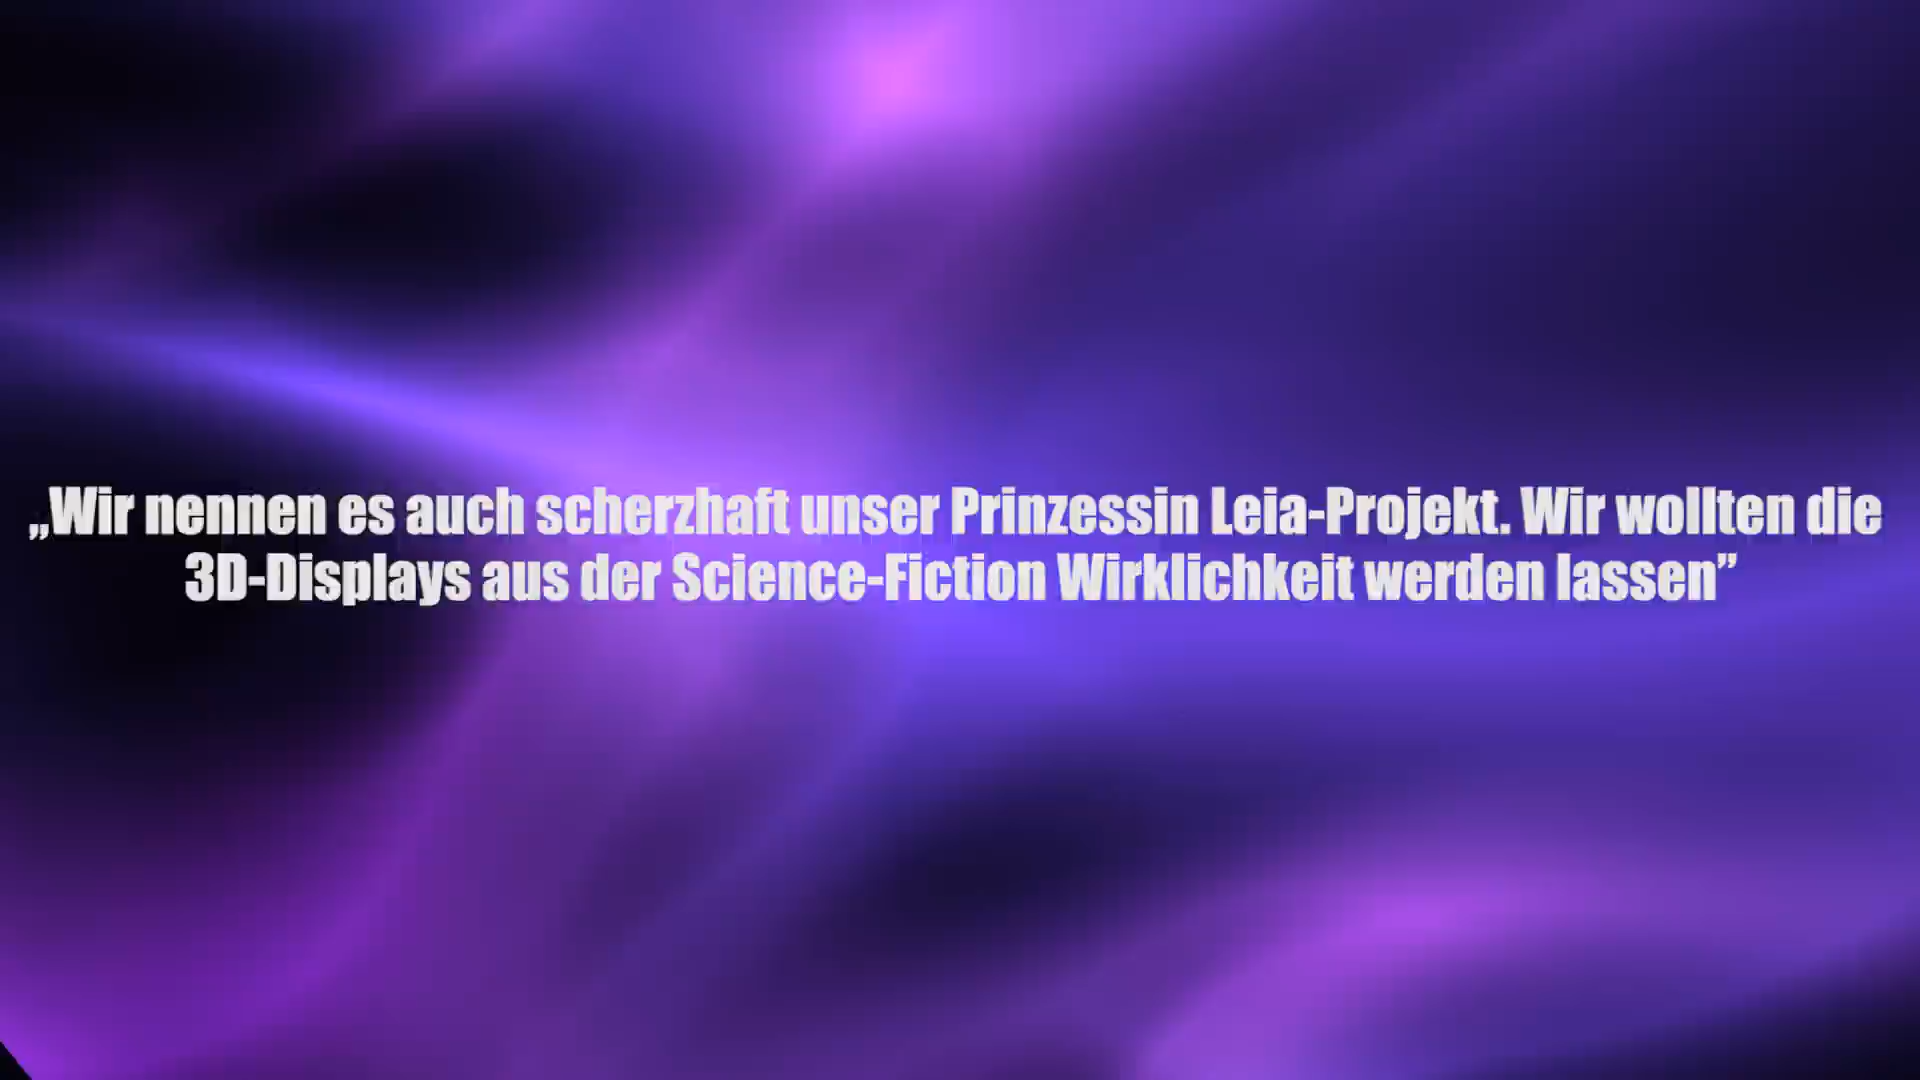 „Wir nennen es auch scherzhaft unser Prinzessin Leia-Projekt. Wir wollten die
3D-Displays aus der Science-Fiction Wirklichkeit werden lassen”